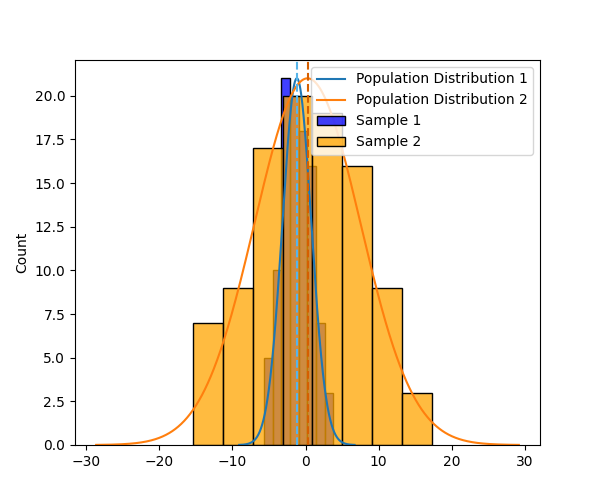 Population Distribution 1
Population Distribution 2
Sample 1
Sample 2
Count
20.0
17.5
15.0
12.5
10.0
7.5
5.0
2.5
0.0
−30 −20 −10 0 10 20 30